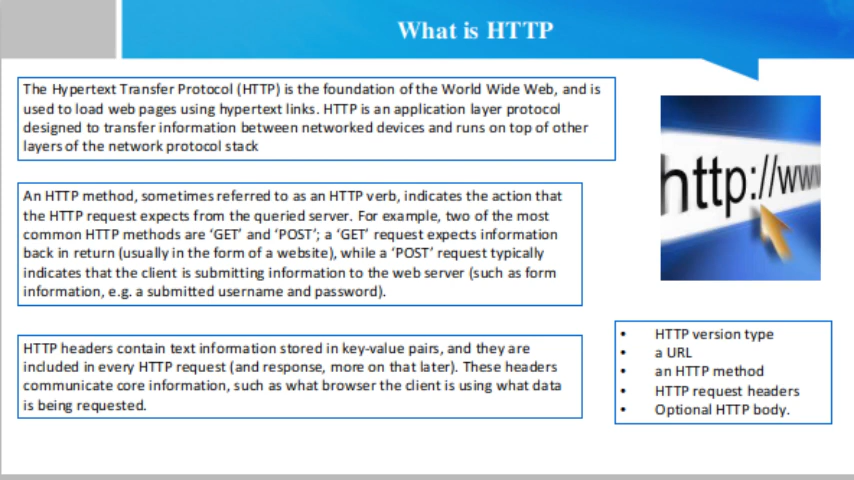 What is HTTP
The Hypertext Transfer Protocol (HTTP) is the foundation of the World Wide Web, and is
used to load web pages using hypertext links. HTTP is an application layer protocol
designed to transfer information between networked devices and runs on top of other
layers of the network protocol stack
http://www
An HTTP method, sometimes referred to as an HTTP verb, indicates the action that
the HTTP request expects from the queried server. For example, two of the most
common HTTP methods are ‘GET’ and ‘POST’; a ‘GET’ request expects information
back in return (usually in the form of a website), while a ‘POST’ request typically
indicates that the client is submitting information to the web server (such as form
information, e.g. a submitted username and password).
HTTP headers contain text information stored in key-value pairs, and they are
included in every HTTP request (and response, more on that later). These headers
communicate core information, such as what browser the client is using what data
is being requested.
• HTTP version type
• a URL
• an HTTP method
• HTTP request headers
• Optional HTTP body.